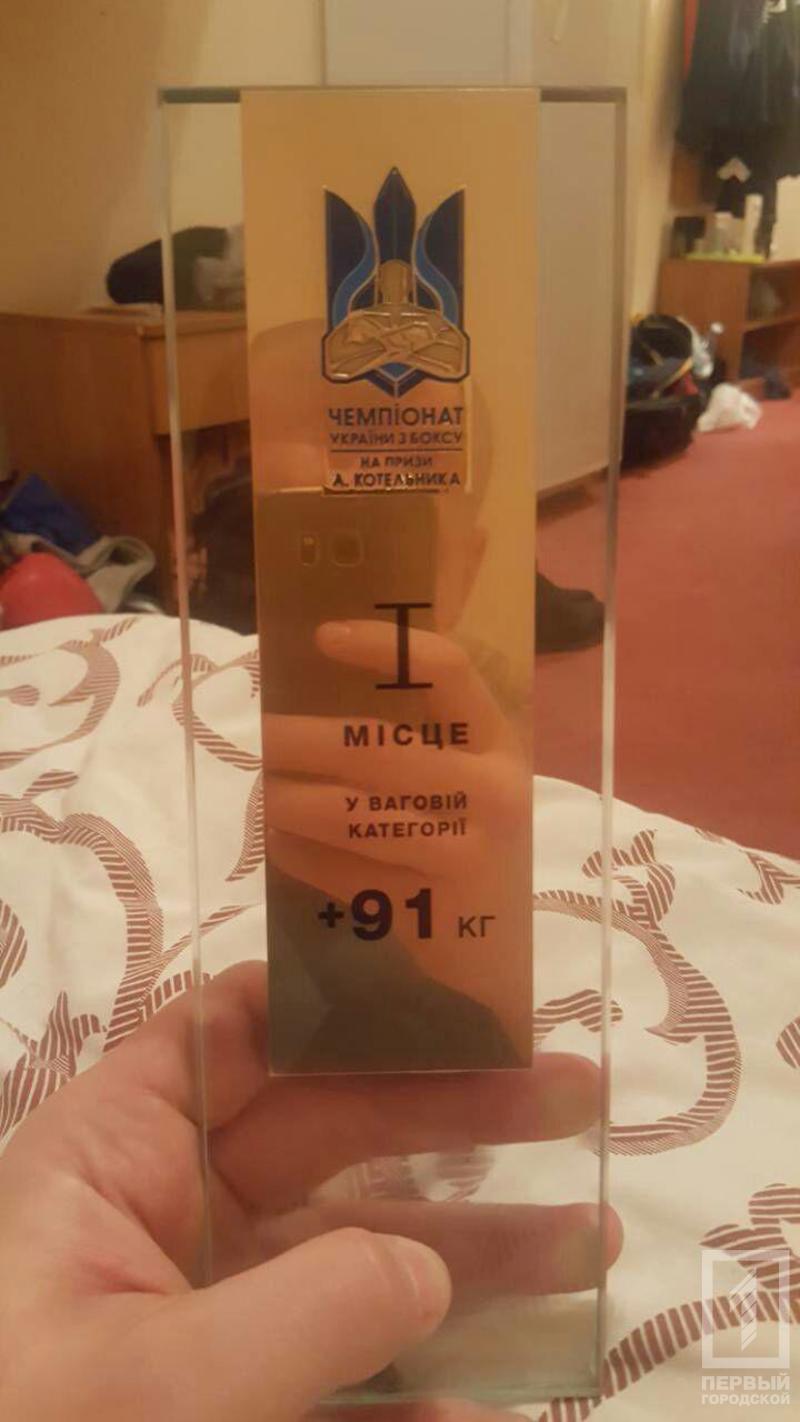 ЧЕМПІОНАТ
УКРАЇНИ З БОКСУ
НА ПРИЗИ
А. КОТЕЛЬНИКА
I
МІСЦЕ
У ВАГОВІЙ
КАТЕГОРІЇ
+91 КГ
ПЕРВЫЙ
ГОРОДСКОЙ